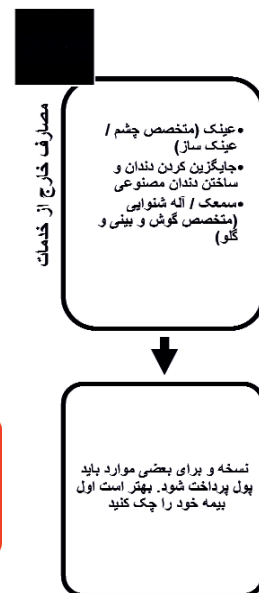 مصارف خارج از خدمات
•عینک (متخصص چشم /
عینک ساز)
•جایگزین کردن دندان و
ساختن دندان مصنوعی
•سمعک / آله شنوایی
(متخصص گوش و بینی و
گلو)
نسخه و برای بعضی موارد باید
پول پرداخت شود. بهتر است اول
بیمه خود را چک کنید